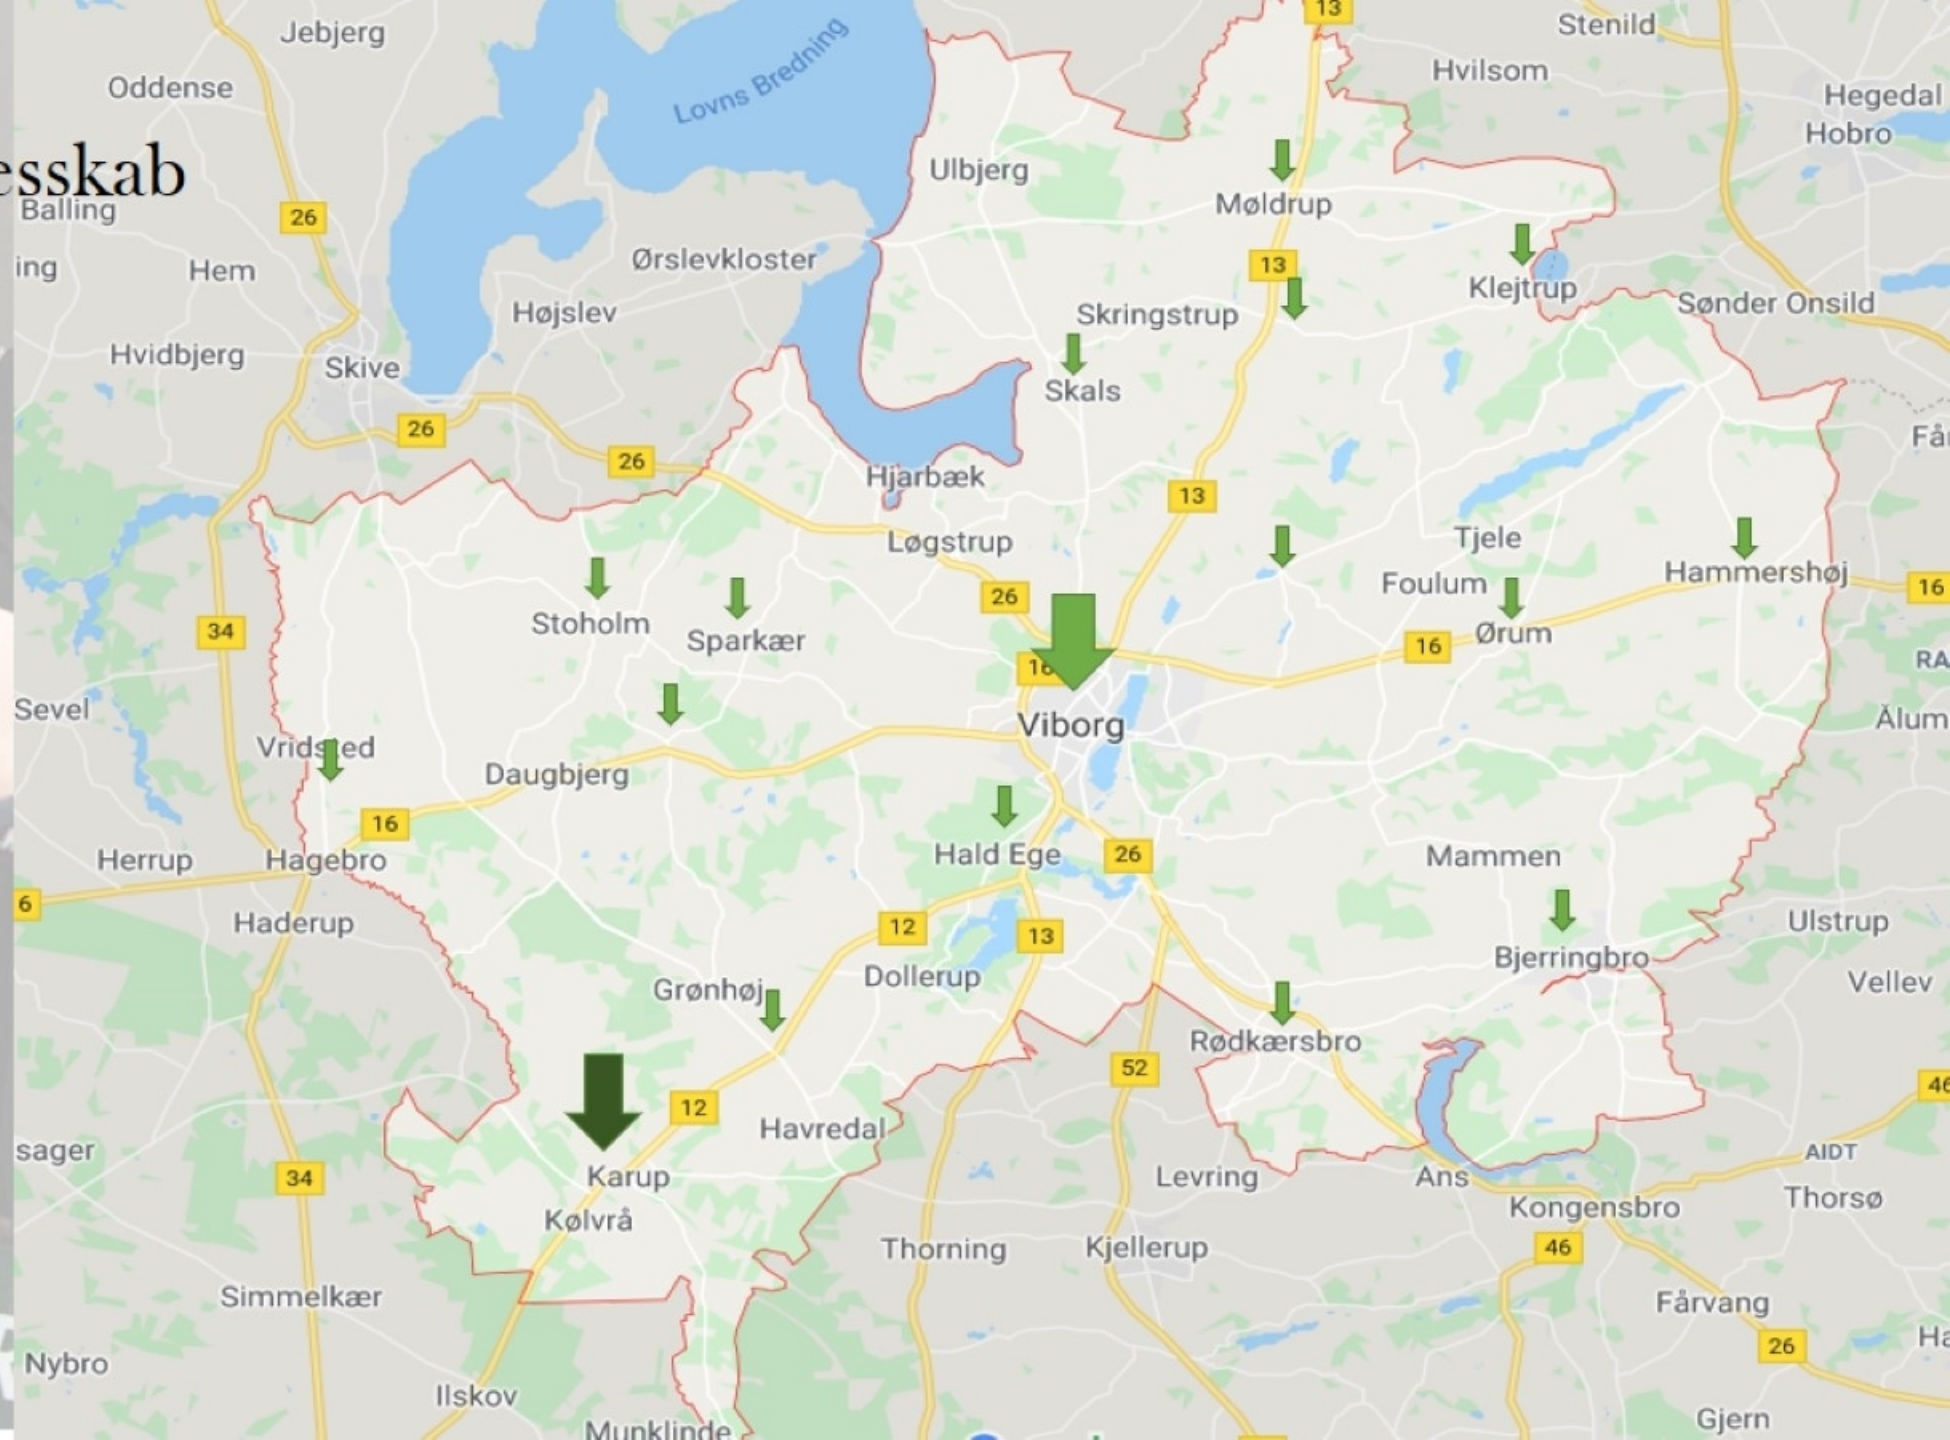 Jebjerg
Stenild
13
Hvilsom
Oddense
Lovns Bredning
Hegedal
Hobro
esskab
Ulbjerg
Balling
26
Møldrup
ing
Hem
Ørslevkloster
13
Klejtrup
Højslev
Skringstrup
Sønder Onsild
Hvidbjerg
Skive
Skals
26
26
Hjarbæk
13
Løgstrup
Tjele
Hammershøj
Foulum
16
26
Stoholm
Sparkær
34
Ørum
16
16
Sevel
Viborg
Ålum
Vridsted
Daugbjerg
16
Hald Ege
26
Mammen
Herrup
Hagebro
6
Haderup
12
13
Ulstrup
Bjerringbro
Dollerup
Grønhøj
Vellev
Rødkærsbro
52
46
12
Havredal
sager
AIDT
34
Karup
Levring
Ans
Thorsø
Kølvrå
Kongensbro
Thorning
Kjellerup
46
Simmelkær
Fårvang
26
Nybro
Ilskov
Gjern
Munklinde